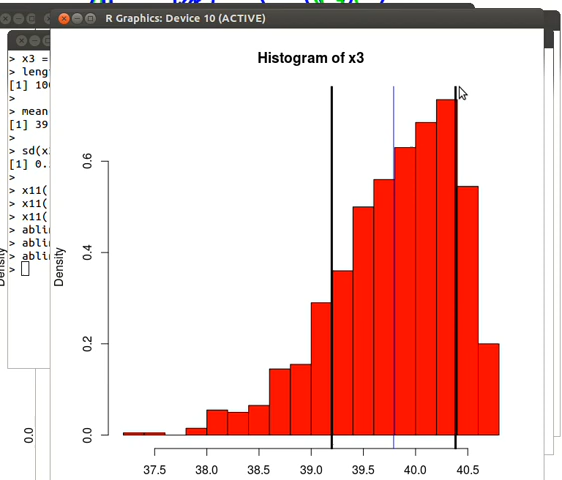 R Graphics: Device 10 (ACTIVE)
Histogram of x3
> x3 =
> leng
[1] 100
>
> mean
[1] 39
>
> sd(x
[1] 0.
>
> x11(
> x11(
> x11(
> abli
> abli
> abli
>
Density
Density
0.6
0.4
0.2
0.0
0.0
37.5 38.0 38.5 39.0 39.5 40.0 40.5